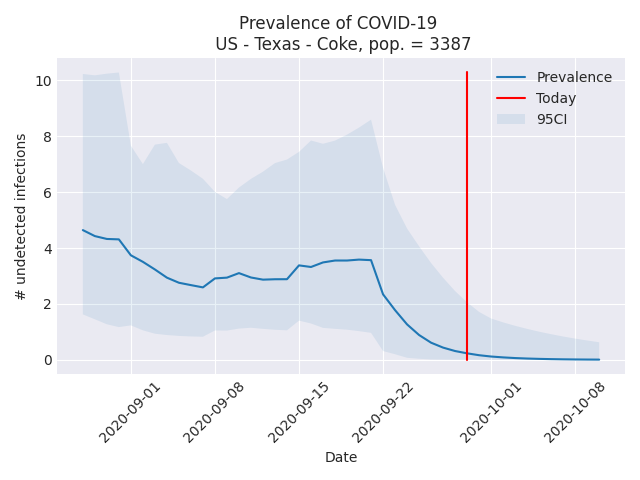 Prevalence of COVID-19
US - Texas - Coke, pop. = 3387
Prevalence
Today
95CI
# undetected infections
10
8
6
4
2
0
2020-09-01
2020-09-08
2020-09-15
2020-09-22
2020-10-01
2020-10-08
Date